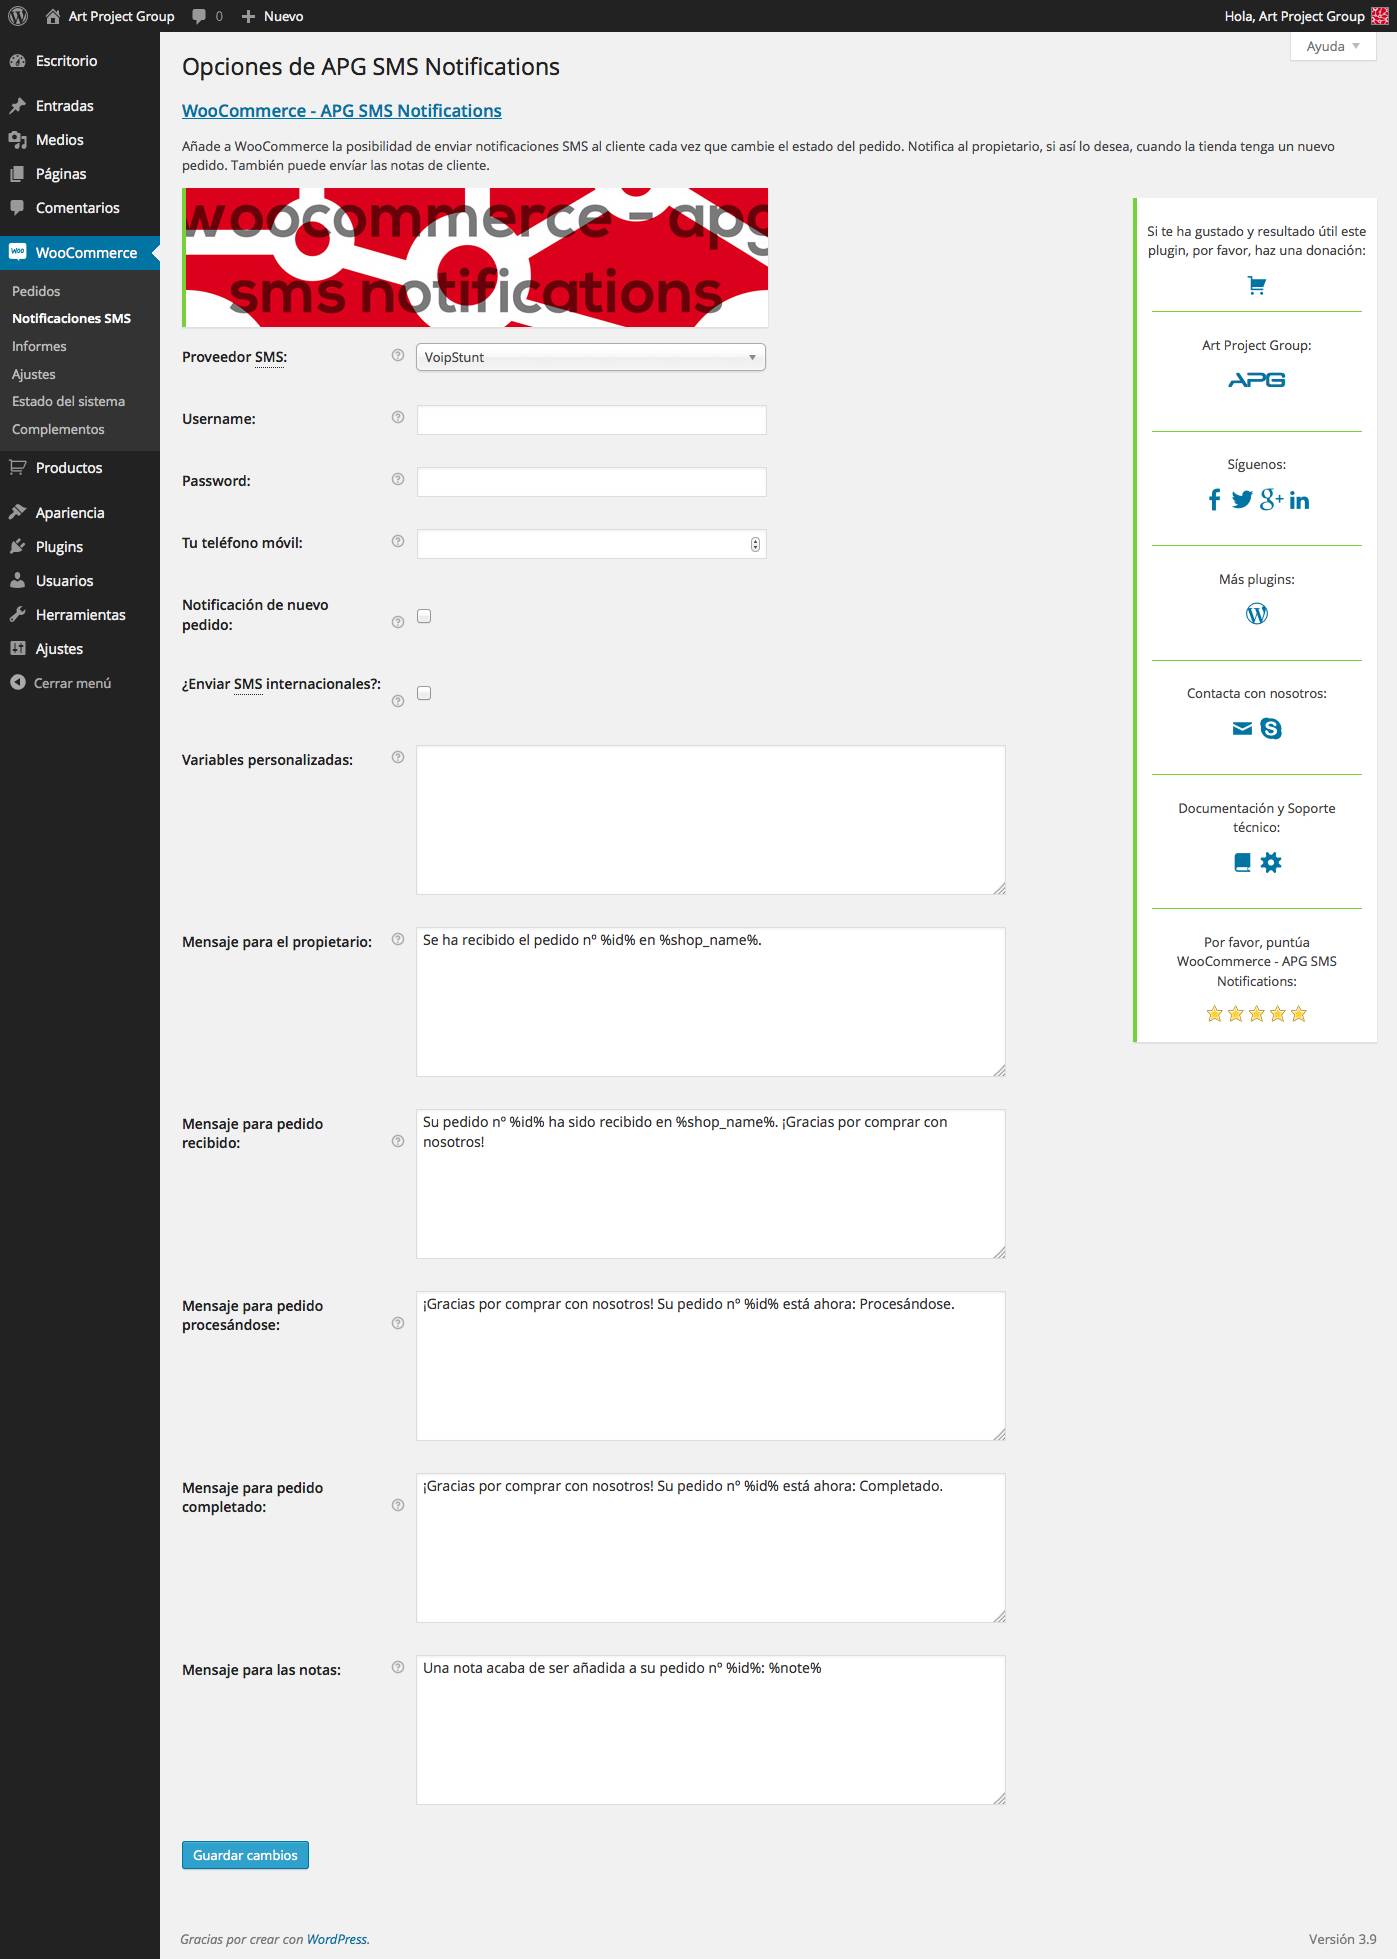 Art Project Group
0
Nuevo
Hola, Art Project Group
Ayuda
Escritorio
Entradas
Medios
Páginas
Comentarios
WooCommerce
Pedidos
Notificaciones SMS
Informes
Ajustes
Estado del sistema
Complementos
Productos
Apariencia
Plugins
Usuarios
Herramientas
Ajustes
Cerrar menú
Opciones de APG SMS Notifications
WooCommerce - APG SMS Notifications
Añade a WooCommerce la posibilidad de enviar notificaciones SMS al cliente cada vez que cambie el estado del pedido. Notifica al propietario, si así lo desea, cuando la tienda tenga un nuevo
pedido. También puede envíar las notas de cliente.
woocommerce - apg
sms notifications
Proveedor SMS:
VoipStunt
Username:
Password:
Tu teléfono móvil:
Notificación de nuevo
pedido:
¿Enviar SMS internacionales?:
Variables personalizadas:
Mensaje para el propietario:
Se ha recibido el pedido nº %id% en %shop_name%.
Mensaje para pedido
recibido:
Su pedido nº %id% ha sido recibido en %shop_name%. ¡Gracias por comprar con
nosotros!
Mensaje para pedido
procesándose:
¡Gracias por comprar con nosotros! Su pedido nº %id% está ahora: Procesándose.
Mensaje para pedido
completado:
¡Gracias por comprar con nosotros! Su pedido nº %id% está ahora: Completado.
Mensaje para las notas:
Una nota acaba de ser añadida a su pedido nº %id%: %note%
Guardar cambios
Si te ha gustado y resultado útil este
plugin, por favor, haz una donación:
Art Project Group:
APG
Síguenos:
Más plugins:
Contacta con nosotros:
Documentación y Soporte
técnico:
Por favor, puntúa
WooCommerce - APG SMS
Notifications:
Gracias por crear con WordPress.
Versión 3.9